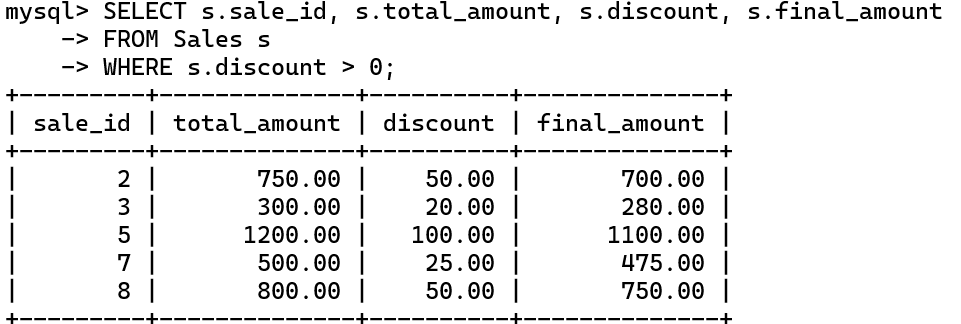 mysql> SELECT s.sale_id, s.total_amount, s.discount, s.final_amount
    -> FROM Sales s
    -> WHERE s.discount > 0;
+---------+--------------+----------+--------------+
| sale_id | total_amount | discount | final_amount |
+---------+--------------+----------+--------------+
|       2 |       750.00 |    50.00 |       700.00 |
|       3 |       300.00 |    20.00 |       280.00 |
|       5 |      1200.00 |   100.00 |      1100.00 |
|       7 |       500.00 |    25.00 |       475.00 |
|       8 |       800.00 |    50.00 |       750.00 |
+---------+--------------+----------+--------------+